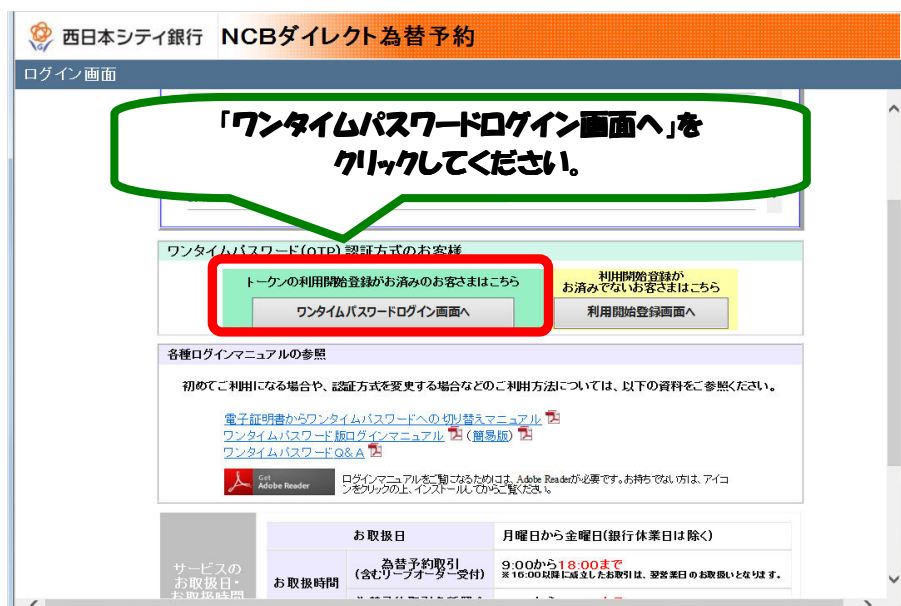 西日本シティ銀行 NCBダイレクト為替予約
ログイン画面
「ワンタイムパスワードログイン画面へ」を
クリックしてください。
ワンタイムパスワード(OTP)認証方式のお客様
トークンの利用開始登録がお済みのお客さまはこちら
ワンタイムパスワードログイン画面へ
利用開始登録が
お済みでないお客さまはこちら
利用開始登録画面へ
各種ログインマニュアルの参照
初めてご利用になる場合や、認証方式を変更する場合などのご利用方法については、以下の資料をご参照ください。
電子証明書からワンタイムパスワードへの切り替えマニュアル
ワンタイムパスワード版ログインマニュアル (簡易版)
ワンタイムパスワードQ&A
Get
Adobe Reader
ログインマニュアルをご覧になるためには、Adobe Readerが必要です。お持ちでない方は、アイコ
ンをクリックの上、インストールしてからご覧ください。
サービスの
お取扱日・
お取扱時間
お取扱日 月曜日から金曜日(銀行休業日は除く)
お取扱時間
為替予約取引
(含むリーブオーダー受付)
9:00から18:00まで
※16:00以降に成立したお取引は、翌営業日のお取扱いとなります。